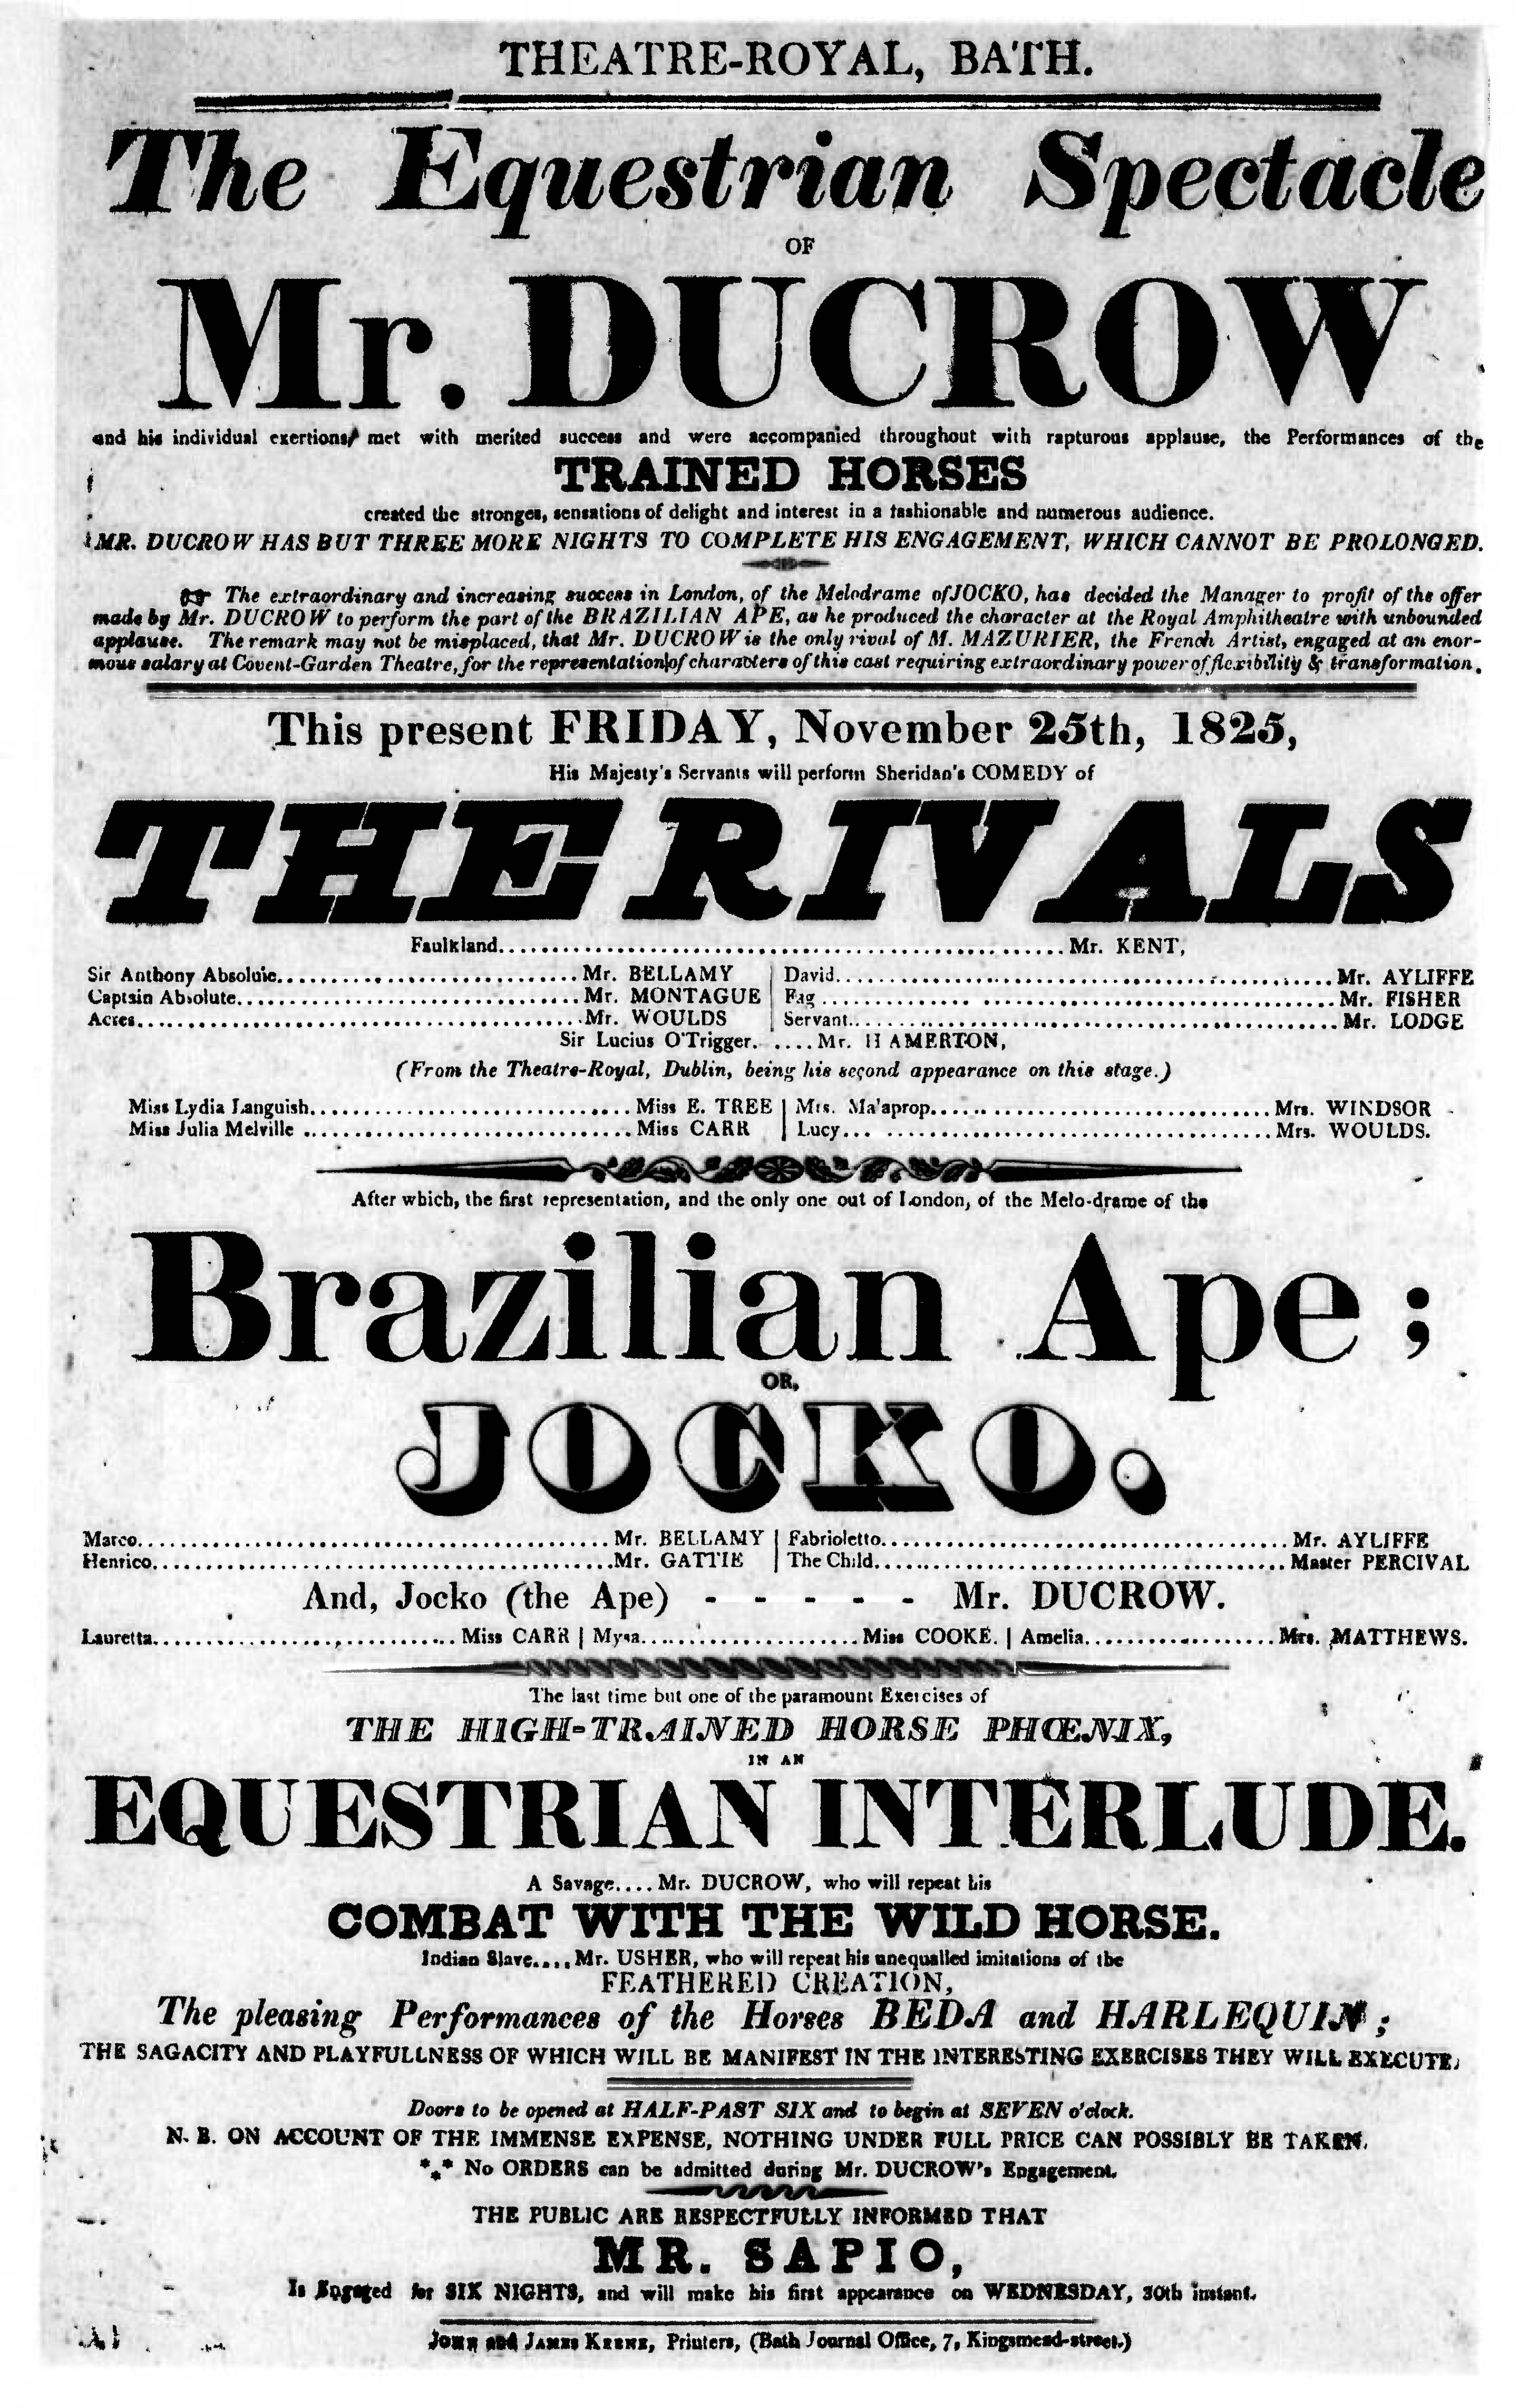 THEATRE-ROYAL, BATH.
The Equestrian Spectacle
OF
Mr. DUCROW
and his individual exertions, met with merited success and were accompanied throughout with rapturous applause, the Performances of the
TRAINED HORSES
created the stronges, sensations of delight and interest in a fashionable and numerous audience.
MR. DUCROW HAS BUT THREE MORE NIGHTS TO COMPLETE HIS ENGAGEMENT, WHICH CANNOT BE PROLONGED.
☞ The extraordinary and increasing success in London, of the Melodrame of JOCKO, has decided the Manager to profit of the offer
made by Mr. DUCROW to perform the part of the BRAZILIAN APE, as he produced the character at the Royal Amphitheatre with unbounded
applause. The remark may not be misplaced, that Mr. DUCROW is the only rival of M. MAZURIER, the French Artist, engaged at an enor-
mous salary at Covent-Garden Theatre, for the representation of characters of this cast requiring extraordinary power of flexibility & transformation.
This present FRIDAY, November 25th, 1825,
His Majesty's Servants will perform Sheridan's COMEDY of
THE RIVALS
Faulkland.......... Mr. KENT,
Sir Anthony Absolute.......... Mr. BELLAMY | David.......... Mr. AYLIFFE
Captain Absolute.......... Mr. MONTAGUE | Fag.......... Mr. FISHER
Acres.......... Mr. WOULDS | Servant.......... Mr. LODGE
Sir Lucius O'Trigger. .... Mr. HAMERTON,
(From the Theatre-Royal, Dublin, being his second appearance on this stage.)
Miss Lydia Languish.......... Miss E. TREE | Mrs. Ma'aprop.......... Mrs. WINDSOR
Miss Julia Melville .......... Miss CARR | Lucy.......... Mrs. WOULDS.
After which, the first representation, and the only one out of London, of the Melo-drame of the
Brazilian Ape;
OR,
JOCKO.
Marco.......... Mr. BELLAMY | Fabrioletto.......... Mr. AYLIFFE
Henrico.......... Mr. GATTIE | The Child.......... Master PERCIVAL
And, Jocko (the Ape) - - - - - Mr. DUCROW.
Lauretta.......... Miss CARR | Mysa.......... Miss COOKE. | Amelia.......... Mrs. MATTHEWS.
The last time but one of the paramount Exercises of
THE HIGH-TRAINED HORSE PHŒNIX,
IN AN
EQUESTRIAN INTERLUDE.
A Savage.... Mr. DUCROW, who will repeat his
COMBAT WITH THE WILD HORSE.
Indian Slave.... Mr. USHER, who will repeat his unequalled imitations of the
FEATHERED CREATION,
The pleasing Performances of the Horses BEDA and HARLEQUIN;
THE SAGACITY AND PLAYFULLNESS OF WHICH WILL BE MANIFEST IN THE INTERESTING EXERCISES THEY WILL EXECUTE.
Doors to be opened at HALF-PAST SIX and to begin at SEVEN o'clock.
N. B. ON ACCOUNT OF THE IMMENSE EXPENSE, NOTHING UNDER FULL PRICE CAN POSSIBLY BE TAKEN.
*⁎* No ORDERS can be admitted during Mr. DUCROW's Engagement.
THE PUBLIC ARE RESPECTFULLY INFORMED THAT
MR. SAPIO,
Is Engaged for SIX NIGHTS, and will make his first appearance on WEDNESDAY, 30th instant.
JOHN and JAMES KEENE, Printers, (Bath Journal Office, 7, Kingsmead-street.)